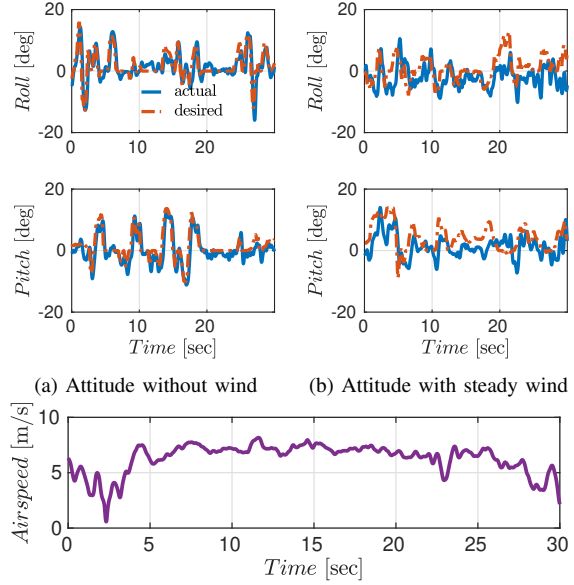 20
0
-20
Roll [deg]
actual
desired
0 10 20
20
0
-20
Roll [deg]
0 10 20 30
20
0
-20
Pitch [deg]
0 10 20
Time [sec]
20
0
-20
Pitch [deg]
0 10 20 30
Time [sec]
(a) Attitude without wind
(b) Attitude with steady wind
10
5
0
Airspeed [m/s]
0 5 10 15 20 25 30
Time [sec]